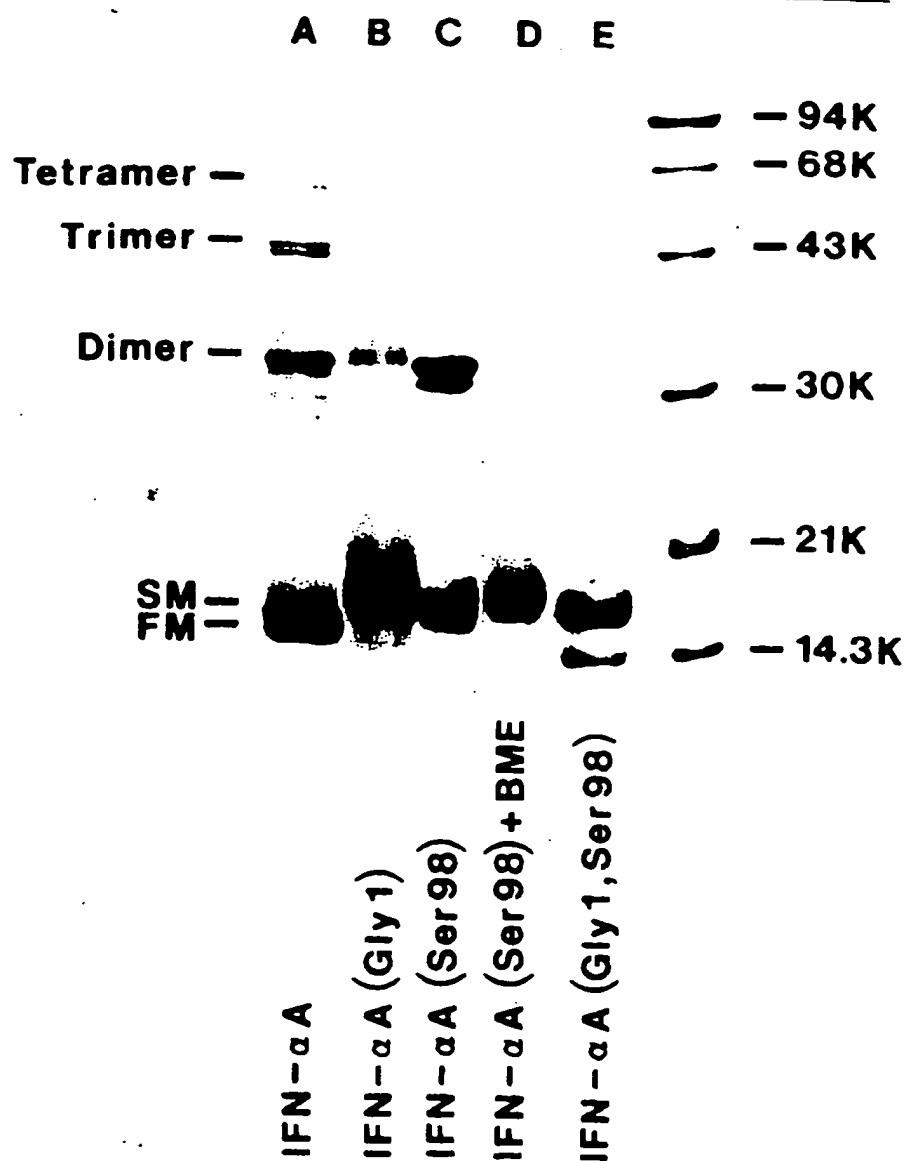 A B C D E
Tetramer –
Trimer –
Dimer –
SM –
FM –
– 94K
– 68K
– 43K
– 30K
– 21K
– 14.3K
IFN-αA
IFN-αA (Gly1)
IFN-αA (Ser98)
IFN-αA (Ser98)+BME
IFN-αA (Gly1,Ser98)